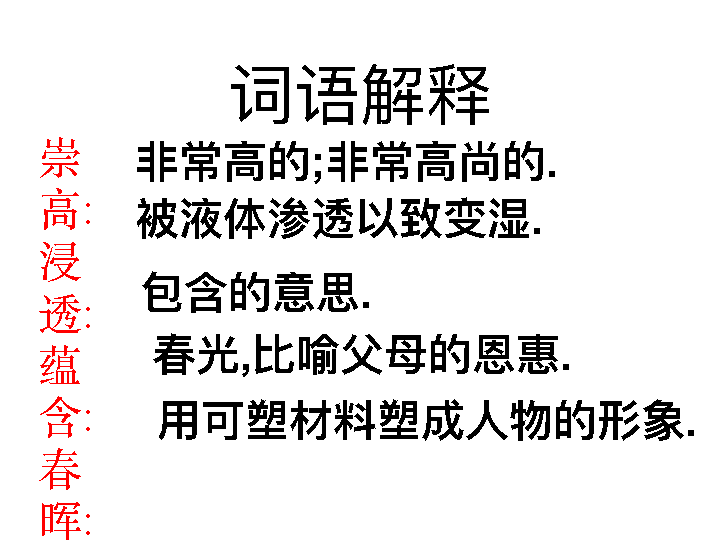 词语解释
崇
高:
浸
透:
蕴
含:
春
晖:
非常高的;非常高尚的.
被液体渗透以致变湿.
包含的意思.
春光,比喻父母的恩惠.
用可塑材料塑成人物的形象.